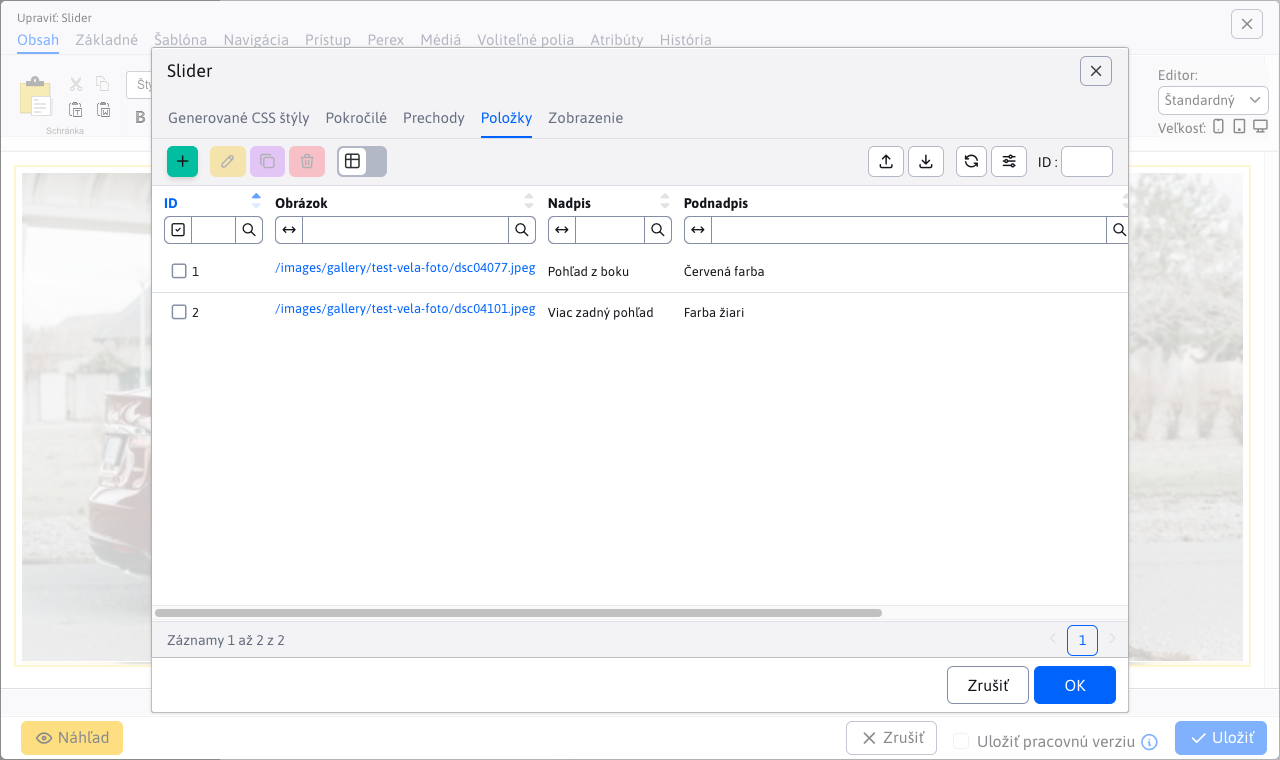 Upraviť: Slider
Obsah Základné Šablóna Navigácia Prístup Perex Médiá Voliteľné polia Atribúty História
Schránka
B
Editor:
Štandardný
Veľkosť:
Slider
Generované CSS štýly Pokročilé Prechody Položky Zobrazenie
ID :
ID Obrázok Nadpis Podnadpis
1 /images/gallery/test-vela-foto/dsc04077.jpeg Pohľad z boku Červená farba
2 /images/gallery/test-vela-foto/dsc04101.jpeg Viac zadný pohľad Farba žiari
Záznamy 1 až 2 z 2
1
Zrušiť OK
Náhľad Zrušiť Uložiť pracovnú verziu Uložiť